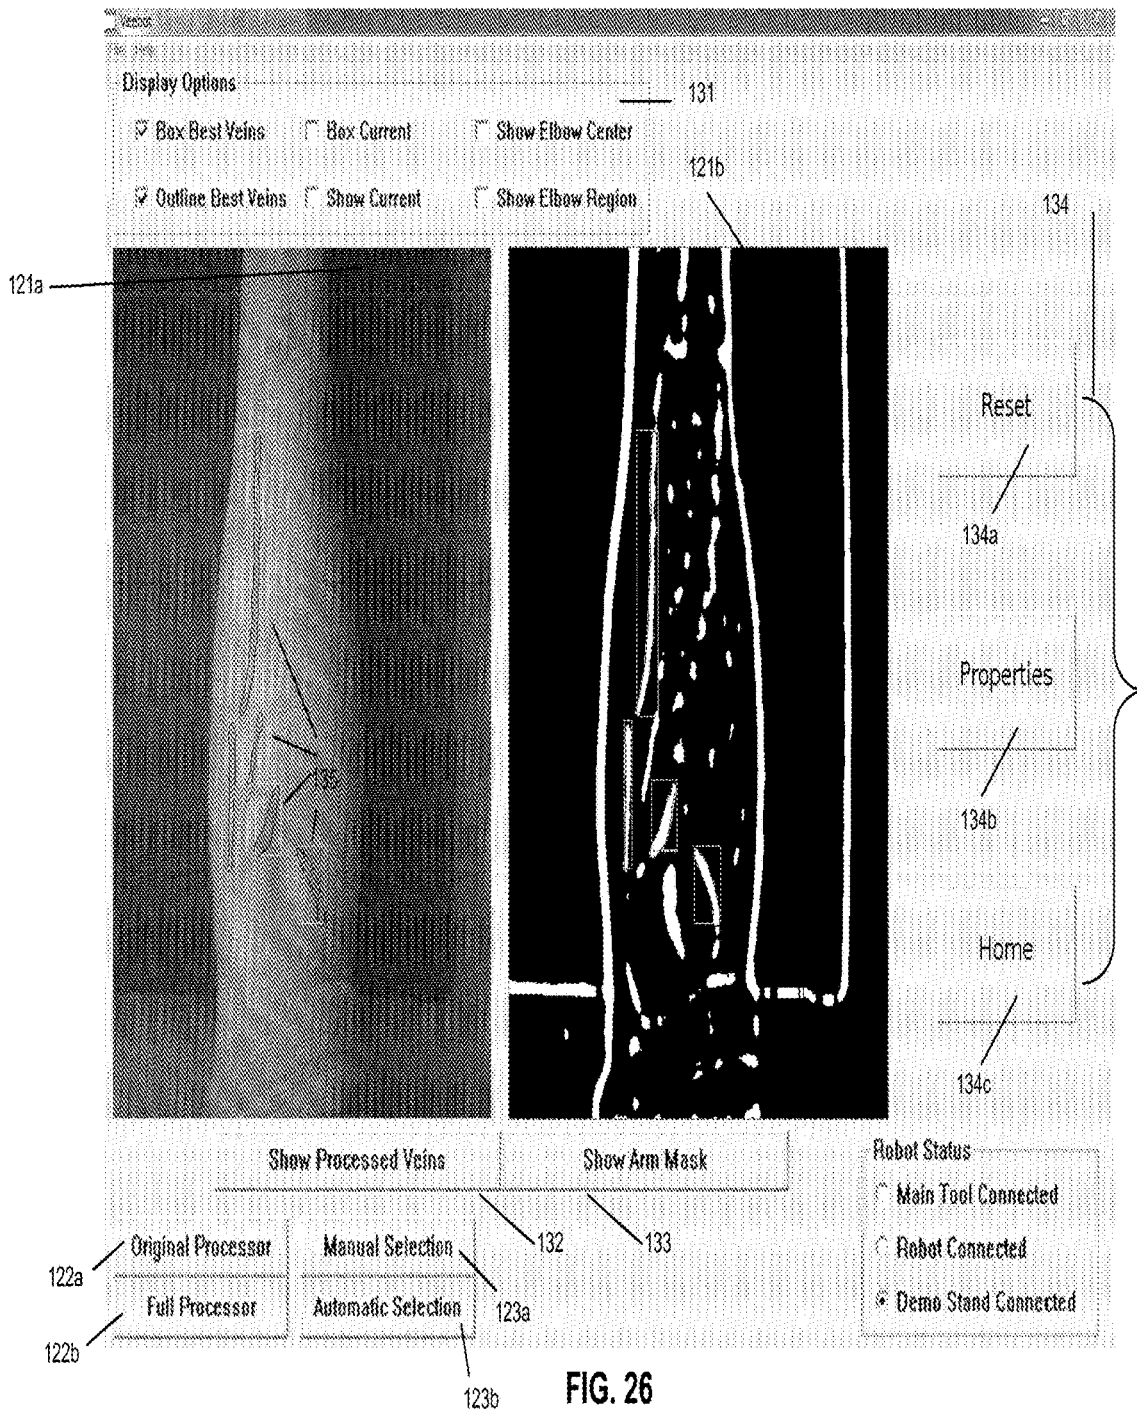 Veebot
Display Options
131
Box Best Veins Box Current Show Elbow Center
121b
Outline Best Veins Show Current Show Elbow Region
134
121a
Reset
134a
Properties
135
134b
Home
134c
Show Processed Veins Show Arm Mask
Robot Status
Main Tool Connected
132 133
Original Processor Manual Selection
Robot Connected
122a
Full Processor Automatic Selection 123a
Demo Stand Connected
122b
123b
FIG. 26